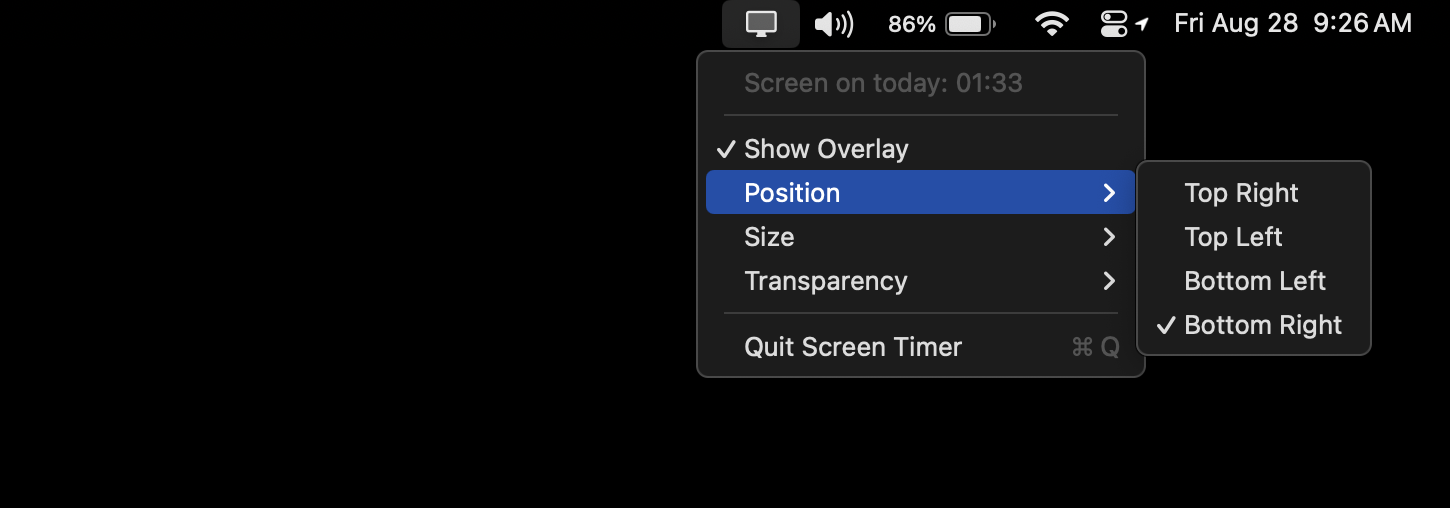 86% Fri Aug 28 9:26 AM
Screen on today: 01:33
Show Overlay
Position
Size
Transparency
Quit Screen Timer ⌘ Q
Top Right
Top Left
Bottom Left
Bottom Right